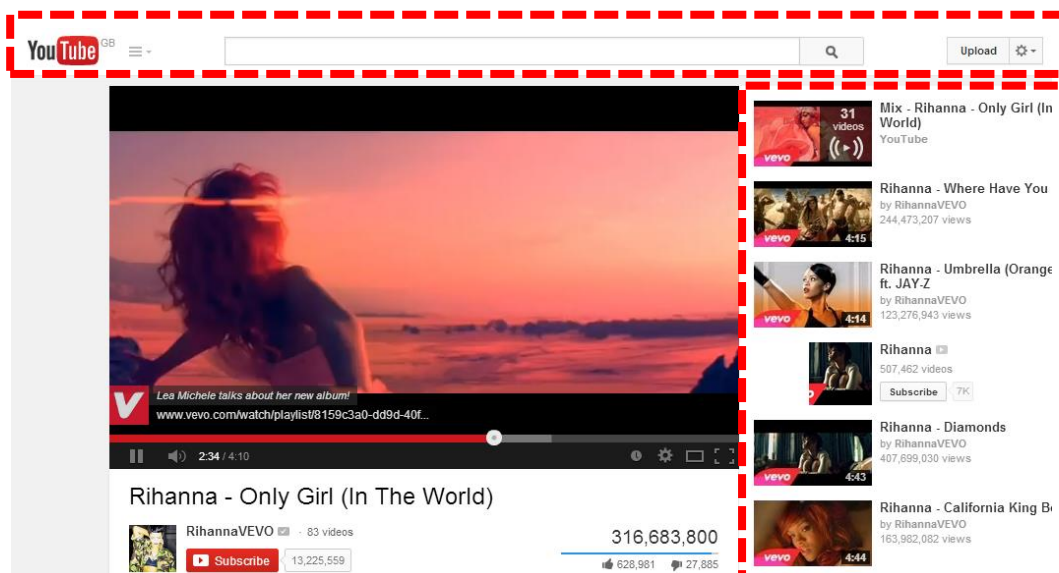 YouTube GB
Upload
Lea Michele talks about her new album!
www.vevo.com/watch/playlist/8159c3a0-dd9d-40f...
2:34 / 4:10
Rihanna - Only Girl (In The World)
RihannaVEVO · 83 videos
Subscribe 13,225,559
316,683,800
628,981 27,885
31
videos
vevo
Mix - Rihanna - Only Girl (In
World)
YouTube
vevo
4:15
Rihanna - Where Have You
by RihannaVEVO
244,473,207 views
vevo
4:14
Rihanna - Umbrella (Orange
ft. JAY-Z
by RihannaVEVO
123,276,943 views
vevo
Rihanna
507,462 videos
Subscribe 7K
vevo
4:43
Rihanna - Diamonds
by RihannaVEVO
407,699,030 views
vevo
4:44
Rihanna - California King Be
by RihannaVEVO
163,982,082 views